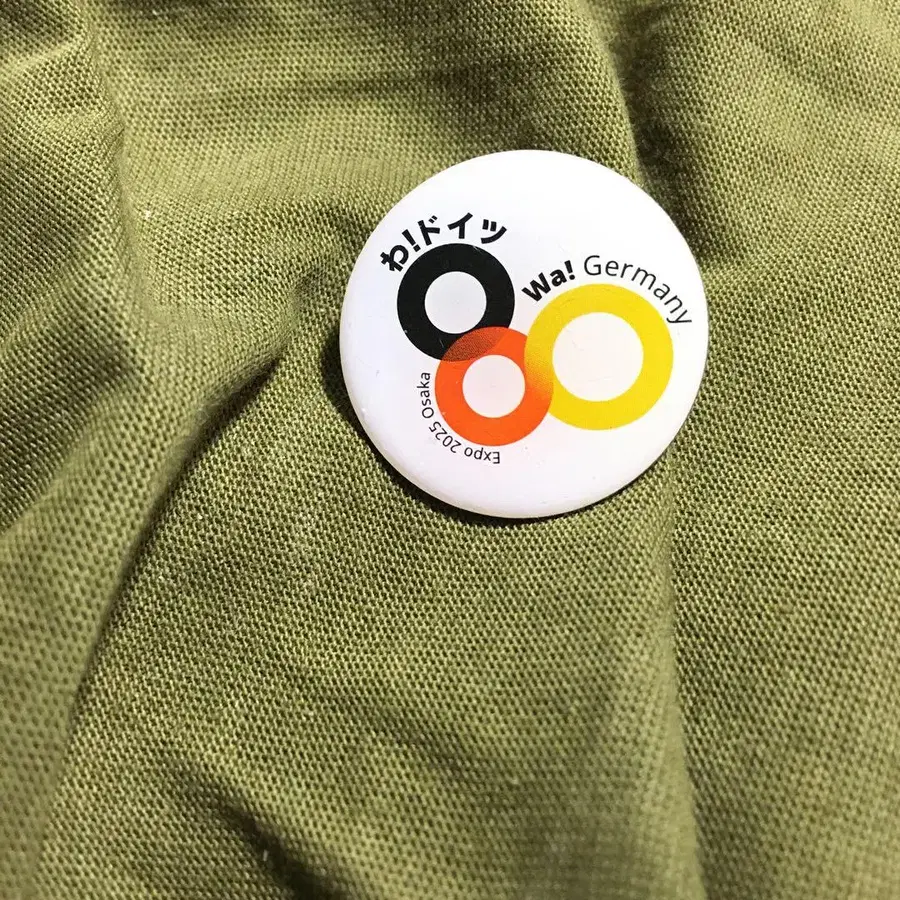 わ!ドイツ
Wa! Germany
Expo 2025 Osaka